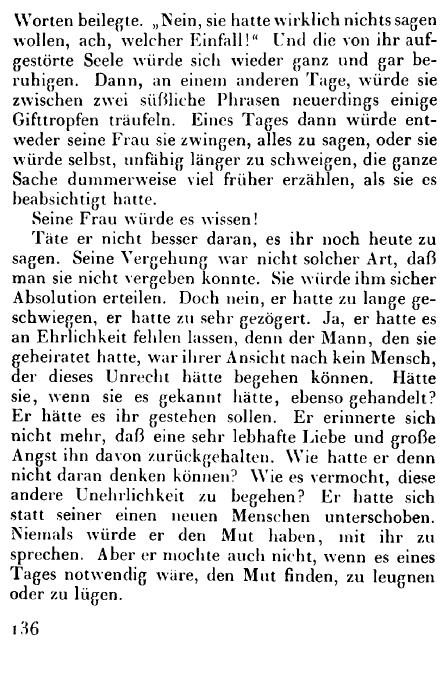 Worten beilegte. „Nein, sie hatte wirklich nichts sagen
wollen, ach, welcher Einfall!“ Und die von ihr auf-
gestörte Seele würde sich wieder ganz und gar be-
ruhigen. Dann, an einem anderen Tage, würde sie
zwischen zwei süßliche Phrasen neuerdings einige
Gifttropfen träufeln. Eines Tages dann würde ent-
weder seine Frau sie zwingen, alles zu sagen, oder sie
würde selbst, unfähig länger zu schweigen, die ganze
Sache dummerweise viel früher erzählen, als sie es
beabsichtigt hatte.
Seine Frau würde es wissen!
Täte er nicht besser daran, es ihr noch heute zu
sagen. Seine Vergehung war nicht solcher Art, daß
man sie nicht vergeben konnte. Sie würde ihm sicher
Absolution erteilen. Doch nein, er hatte zu lange ge-
schwiegen, er hatte zu sehr gezögert. Ja, er hatte es
an Ehrlichkeit fehlen lassen, denn der Mann, den sie
geheiratet hatte, war ihrer Ansicht nach kein Mensch,
der dieses Unrecht hätte begehen können. Hätte
sie, wenn sie es gekannt hätte, ebenso gehandelt?
Er hätte es ihr gestehen sollen. Er erinnerte sich
nicht mehr, daß eine sehr lebhafte Liebe und große
Angst ihn davon zurückgehalten. Wie hatte er denn
nicht daran denken können? Wie es vermocht, diese
andere Unehrlichkeit zu begehen? Er hatte sich
statt seiner einen neuen Menschen unterschoben.
Niemals würde er den Mut haben, mit ihr zu
sprechen. Aber er mochte auch nicht, wenn es eines
Tages notwendig wäre, den Mut finden, zu leugnen
oder zu lügen.
136